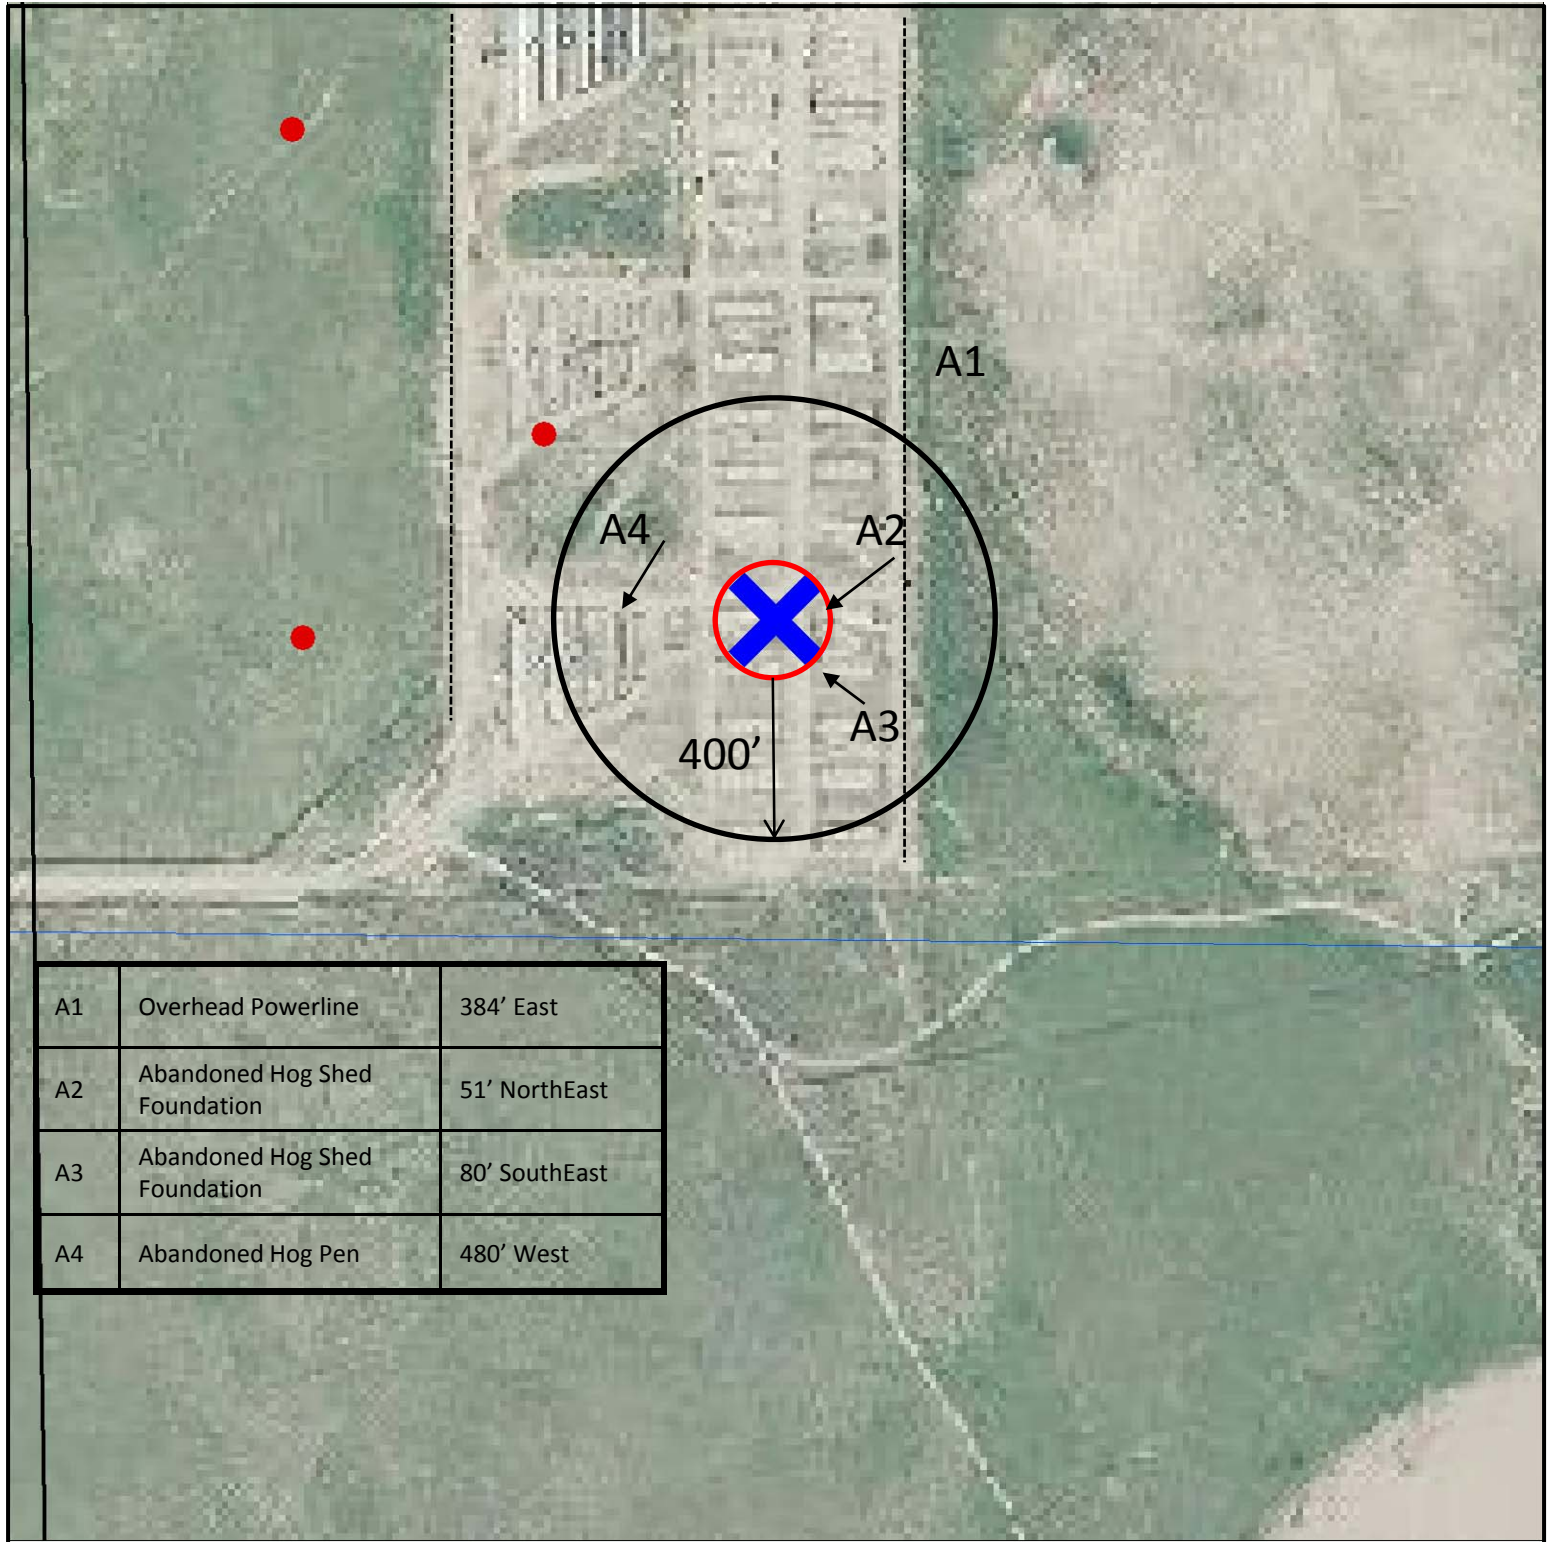 A1
A4
A2
A3
400’
A1 Overhead Powerline 384’ East
A2 Abandoned Hog Shed Foundation 51’ NorthEast
A3 Abandoned Hog Shed Foundation 80’ SouthEast
A4 Abandoned Hog Pen 480’ West